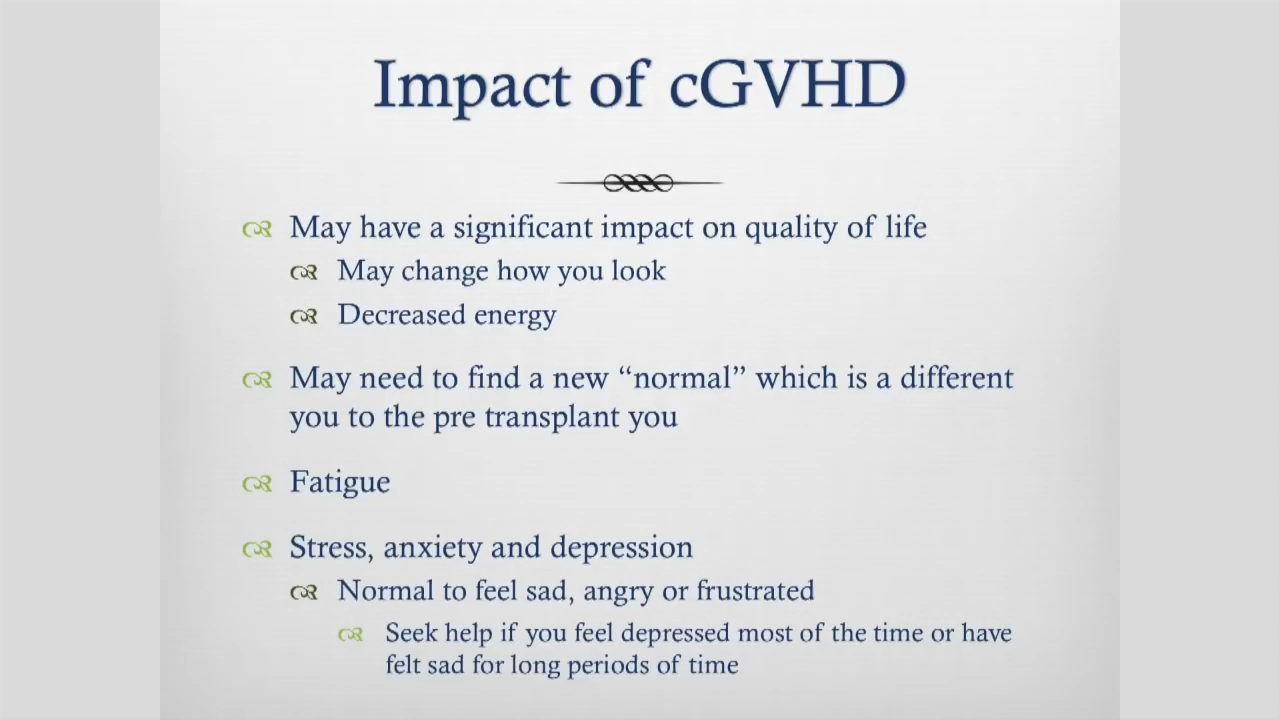 Impact of cGVHD
May have a significant impact on quality of life
May change how you look
Decreased energy
May need to find a new “normal” which is a different
you to the pre transplant you
Fatigue
Stress, anxiety and depression
Normal to feel sad, angry or frustrated
Seek help if you feel depressed most of the time or have
felt sad for long periods of time